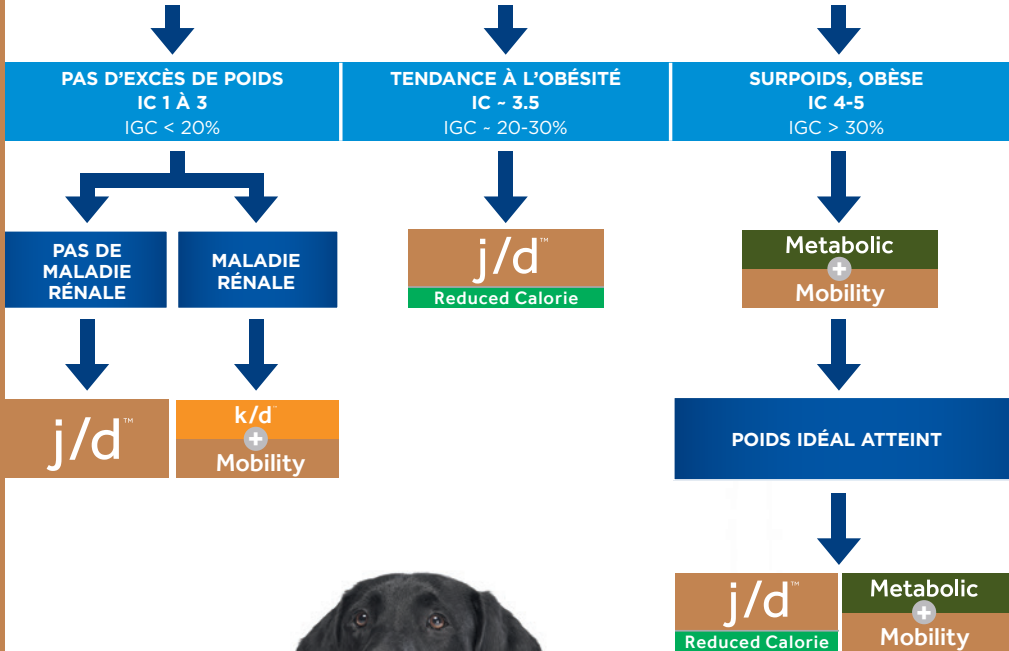 PAS D'EXCÈS DE POIDS
IC 1 À 3
IGC < 20%
TENDANCE À L'OBÉSITÉ
IC ~ 3.5
IGC ~ 20-30%
SURPOIDS, OBÈSE
IC 4-5
IGC > 30%
PAS DE
MALADIE
RÉNALE
MALADIE
RÉNALE
j/d™
Reduced Calorie
Metabolic
+
Mobility
j/d™
k/d™
+
Mobility
POIDS IDÉAL ATTEINT
j/d™
Reduced Calorie
Metabolic
+
Mobility